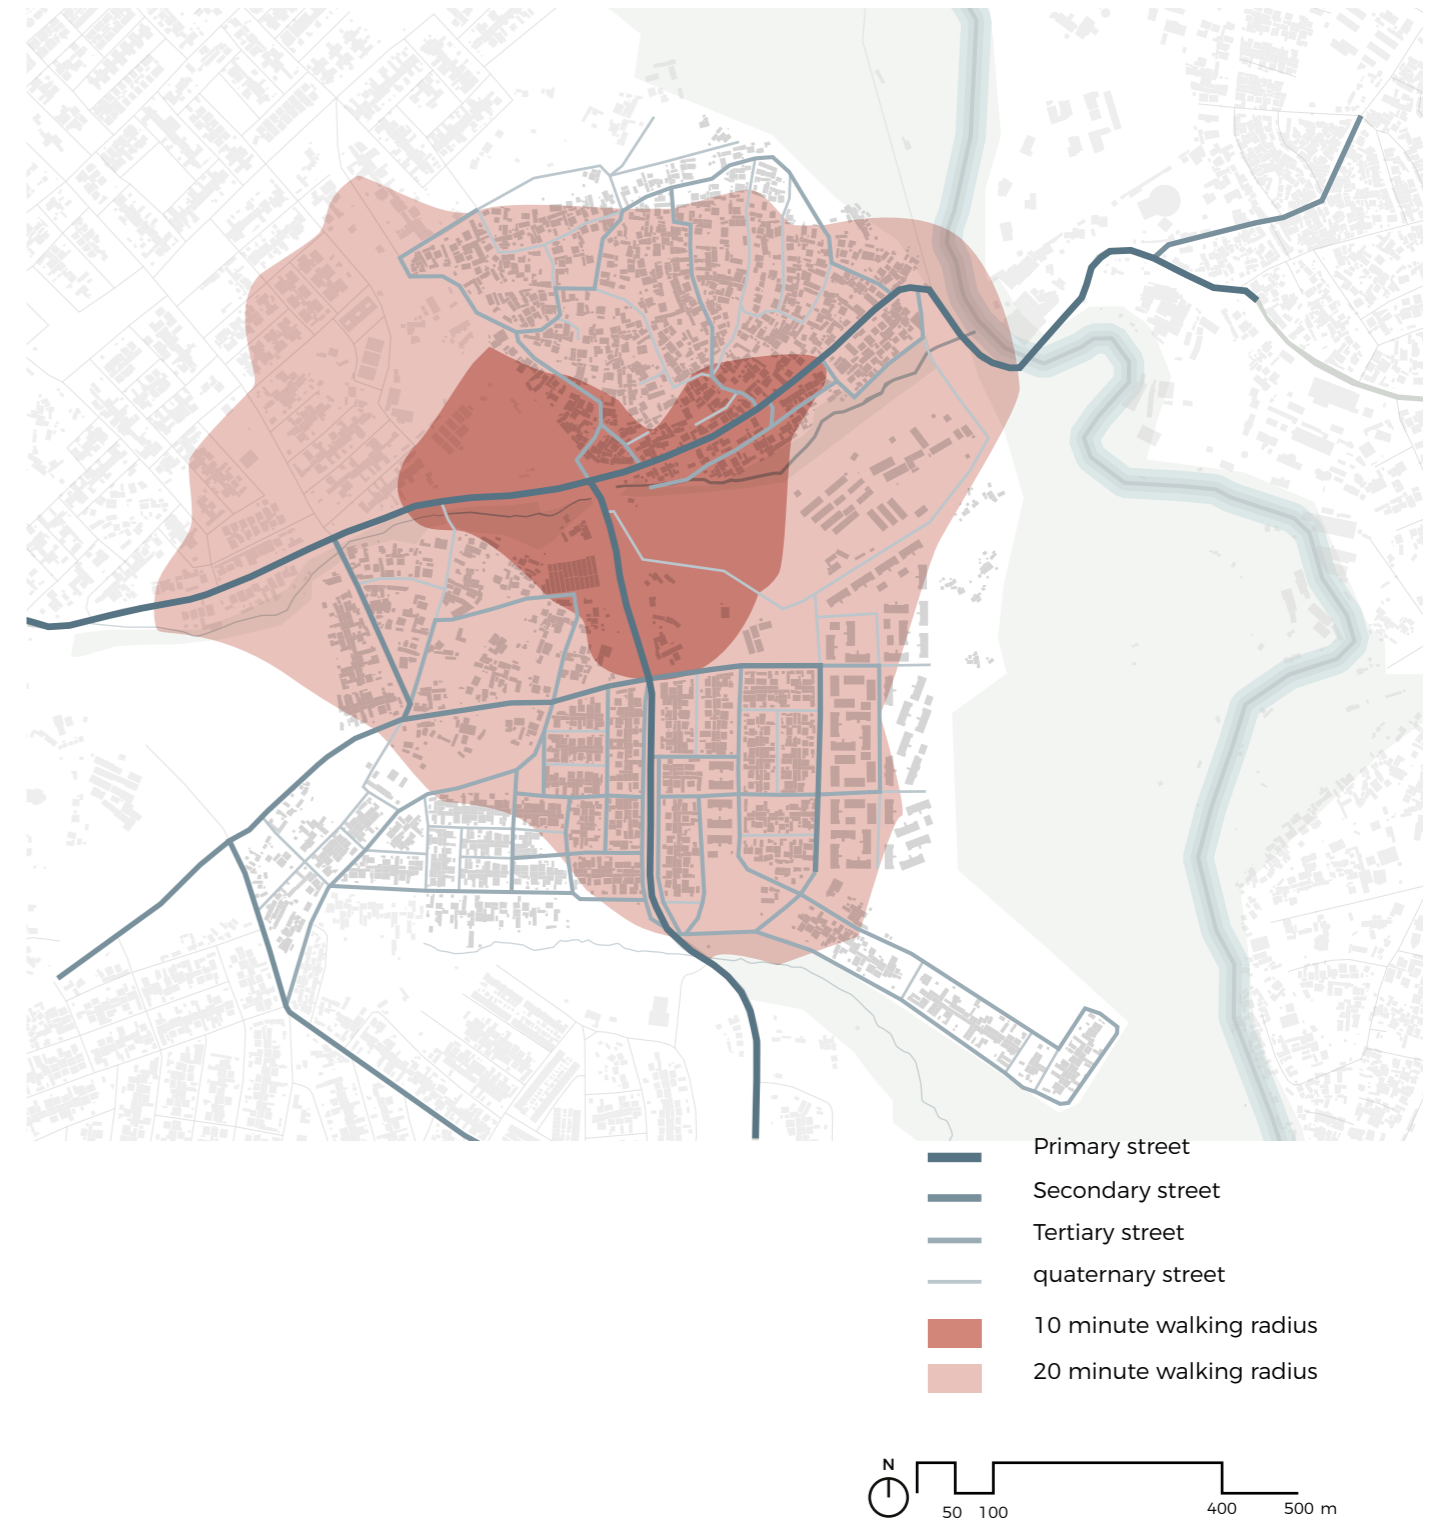 Primary street
Secondary street
Tertiary street
quaternary street
10 minute walking radius
20 minute walking radius
N
50 100 400 500 m